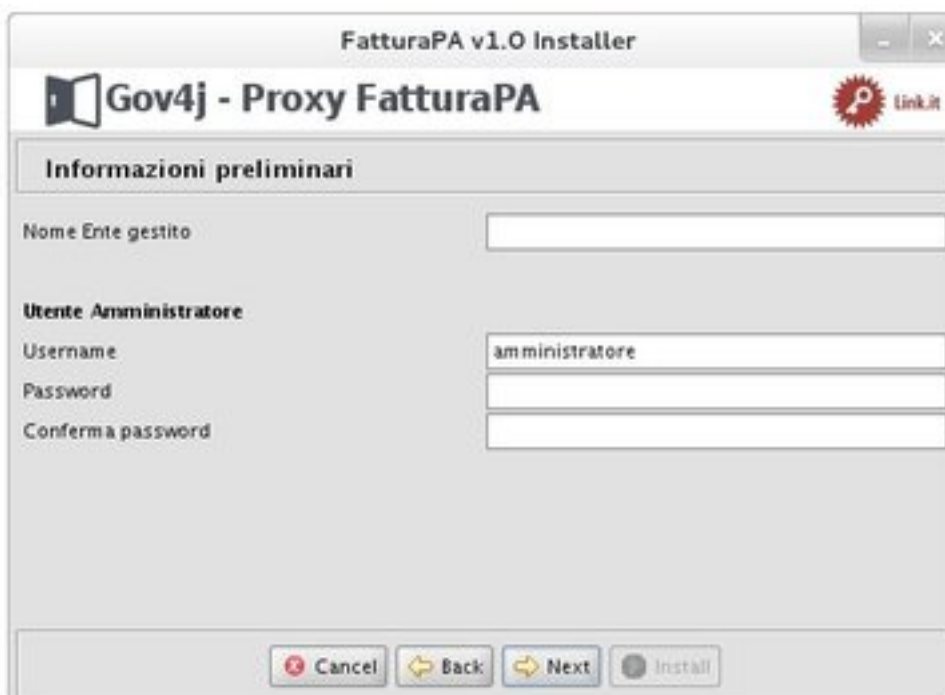 FatturaPA v1.0 Installer
Gov4j - Proxy FatturaPA
Link.it
Informazioni preliminari
Nome Ente gestito
Utente Amministratore
Username
amministratore
Password
Conferma password
Cancel
Back
Next
Install